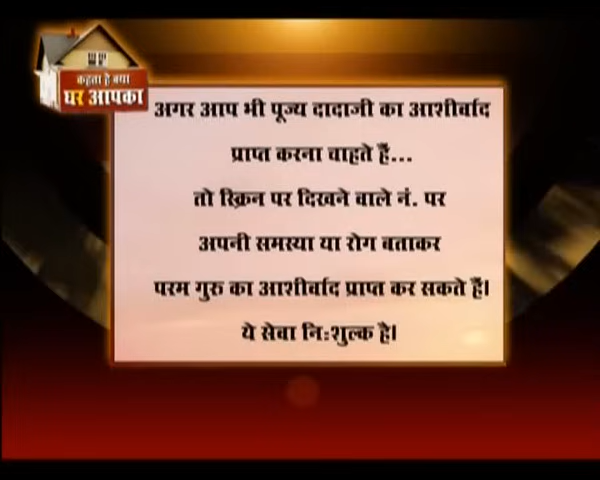 कहता है क्या
घर आपका
अगर आप भी पूज्य दादाजी का आशीर्वाद
प्राप्त करना चाहते हैं...
तो स्क्रिन पर दिखने वाले नं. पर
अपनी समस्या या रोग बताकर
परम गुरु का आशीर्वाद प्राप्त कर सकते हैं।
ये सेवा निःशुल्क है।